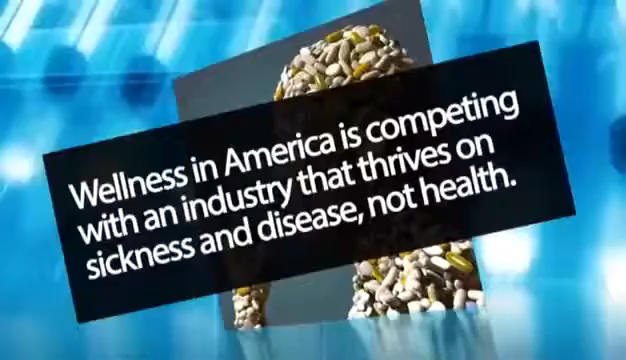 Wellness in America is competing
with an industry that thrives on
sickness and disease, not health.